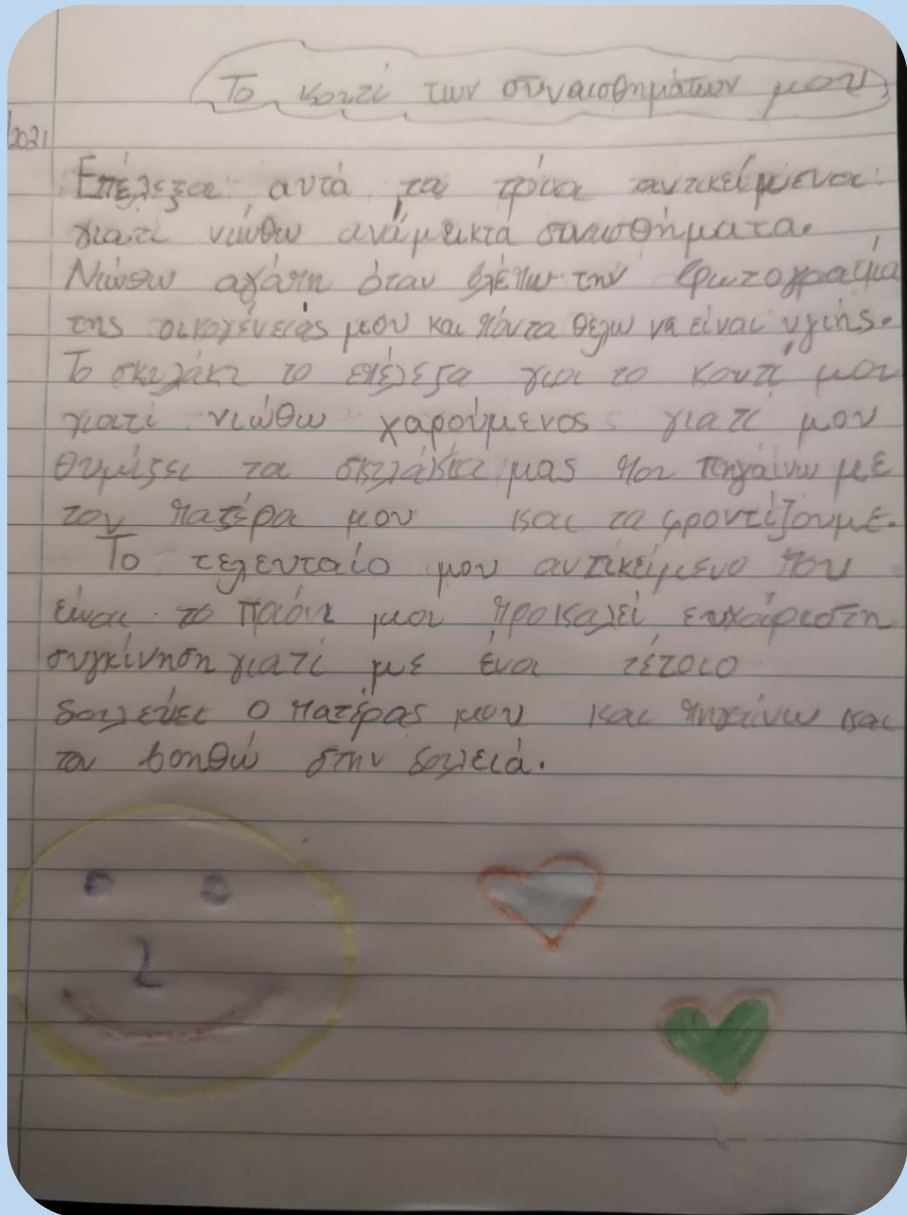 Το κουτί των συναισθημάτων μου
2021
Επέλεξα αυτά τα τρία αντικείμενα
γιατί νιώθω ανάμεικτα συναισθήματα.
Νιώθω αγάπη όταν βλέπω την φωτογραφία
της οικογένειάς μου και πάντα θέλω να είναι υγιής.
Το σκυλάκι το επέλεξα για το κουτί μου
γιατί νιώθω χαρούμενος γιατί μου
θυμίζει τα σκυλάκια μας που πηγαίνω με
τον πατέρα μου και τα φροντίζουμε.
Το τελευταίο μου αντικείμενο που
είναι το πριόνι μου προκαλεί ευχάριστη
συγκίνηση γιατί με ένα τέτοιο
δουλεύει ο πατέρας μου και πηγαίνω και
τον βοηθώ στην δουλειά.